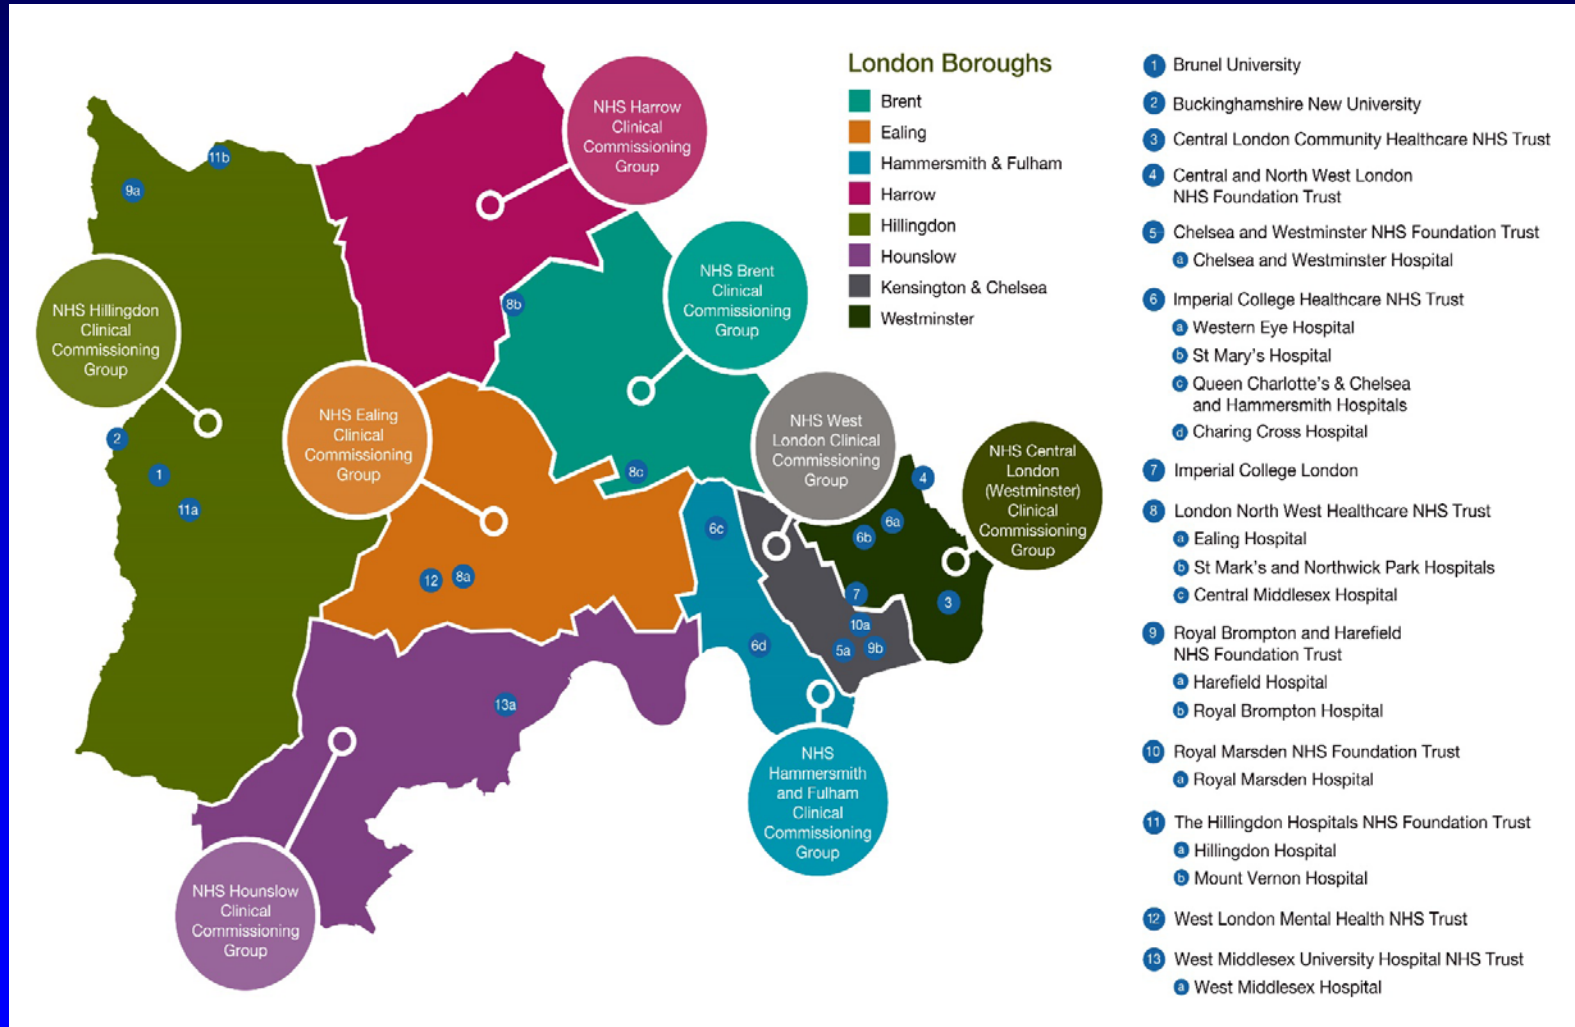 NHS Harrow
Clinical
Commissioning
Group
11b
9a
NHS Brent
Clinical
Commissioning
Group
8b
NHS Hillingdon
Clinical
Commissioning
Group
NHS Ealing
Clinical
Commissioning
Group
NHS West
London Clinical
Commissioning
Group
NHS Central
London
(Westminster)
Clinical
Commissioning
Group
2
1
11a
8c
4
6c
6a
6b
12
8a
7
3
10a
6d
5a
9b
13a
NHS
Hammersmith
and Fulham
Clinical
Commissioning
Group
NHS Hounslow
Clinical
Commissioning
Group
London Boroughs
Brent
Ealing
Hammersmith & Fulham
Harrow
Hillingdon
Hounslow
Kensington & Chelsea
Westminster
1 Brunel University
2 Buckinghamshire New University
3 Central London Community Healthcare NHS Trust
4 Central and North West London
NHS Foundation Trust
5 Chelsea and Westminster NHS Foundation Trust
a Chelsea and Westminster Hospital
6 Imperial College Healthcare NHS Trust
a Western Eye Hospital
b St Mary's Hospital
c Queen Charlotte's & Chelsea
and Hammersmith Hospitals
d Charing Cross Hospital
7 Imperial College London
8 London North West Healthcare NHS Trust
a Ealing Hospital
b St Mark's and Northwick Park Hospitals
c Central Middlesex Hospital
9 Royal Brompton and Harefield
NHS Foundation Trust
a Harefield Hospital
b Royal Brompton Hospital
10 Royal Marsden NHS Foundation Trust
a Royal Marsden Hospital
11 The Hillingdon Hospitals NHS Foundation Trust
a Hillingdon Hospital
b Mount Vernon Hospital
12 West London Mental Health NHS Trust
13 West Middlesex University Hospital NHS Trust
a West Middlesex Hospital